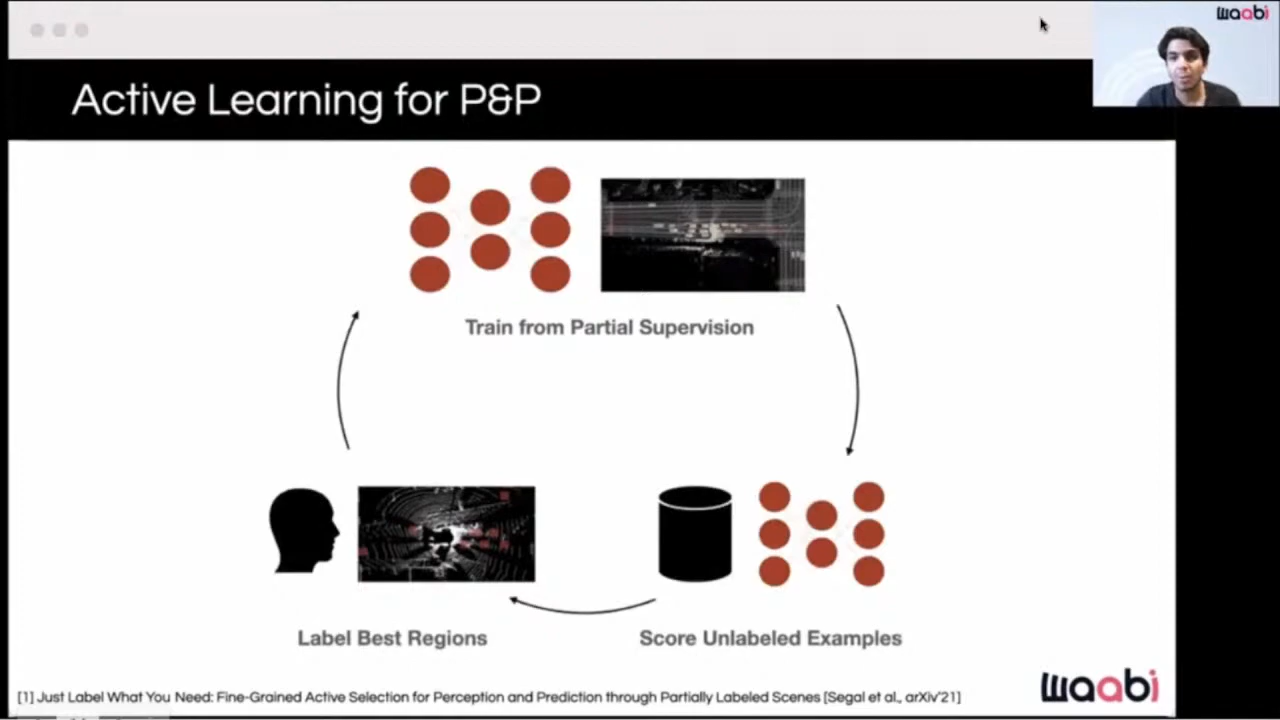 waabi
Active Learning for P&P
Train from Partial Supervision
Label Best Regions
Score Unlabeled Examples
waabi
[1] Just Label What You Need: Fine-Grained Active Selection for Perception and Prediction through Partially Labeled Scenes [Segal et al., arXiv'21]